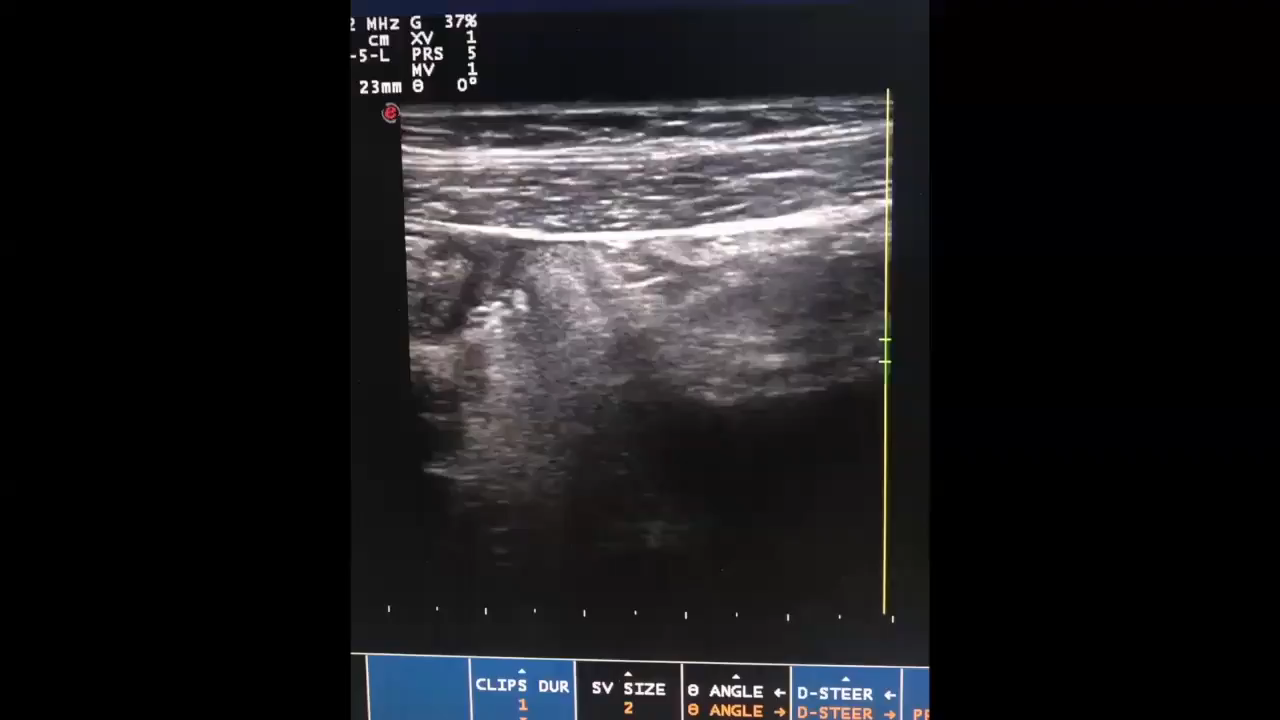 2 MHz G 37%
cm XV 1
-5-L PRS 5
MV 1
23mm θ 0°
e
CLIPS DUR
1
SV SIZE
2
θ ANGLE ←
θ ANGLE →
D-STEER ←
D-STEER →